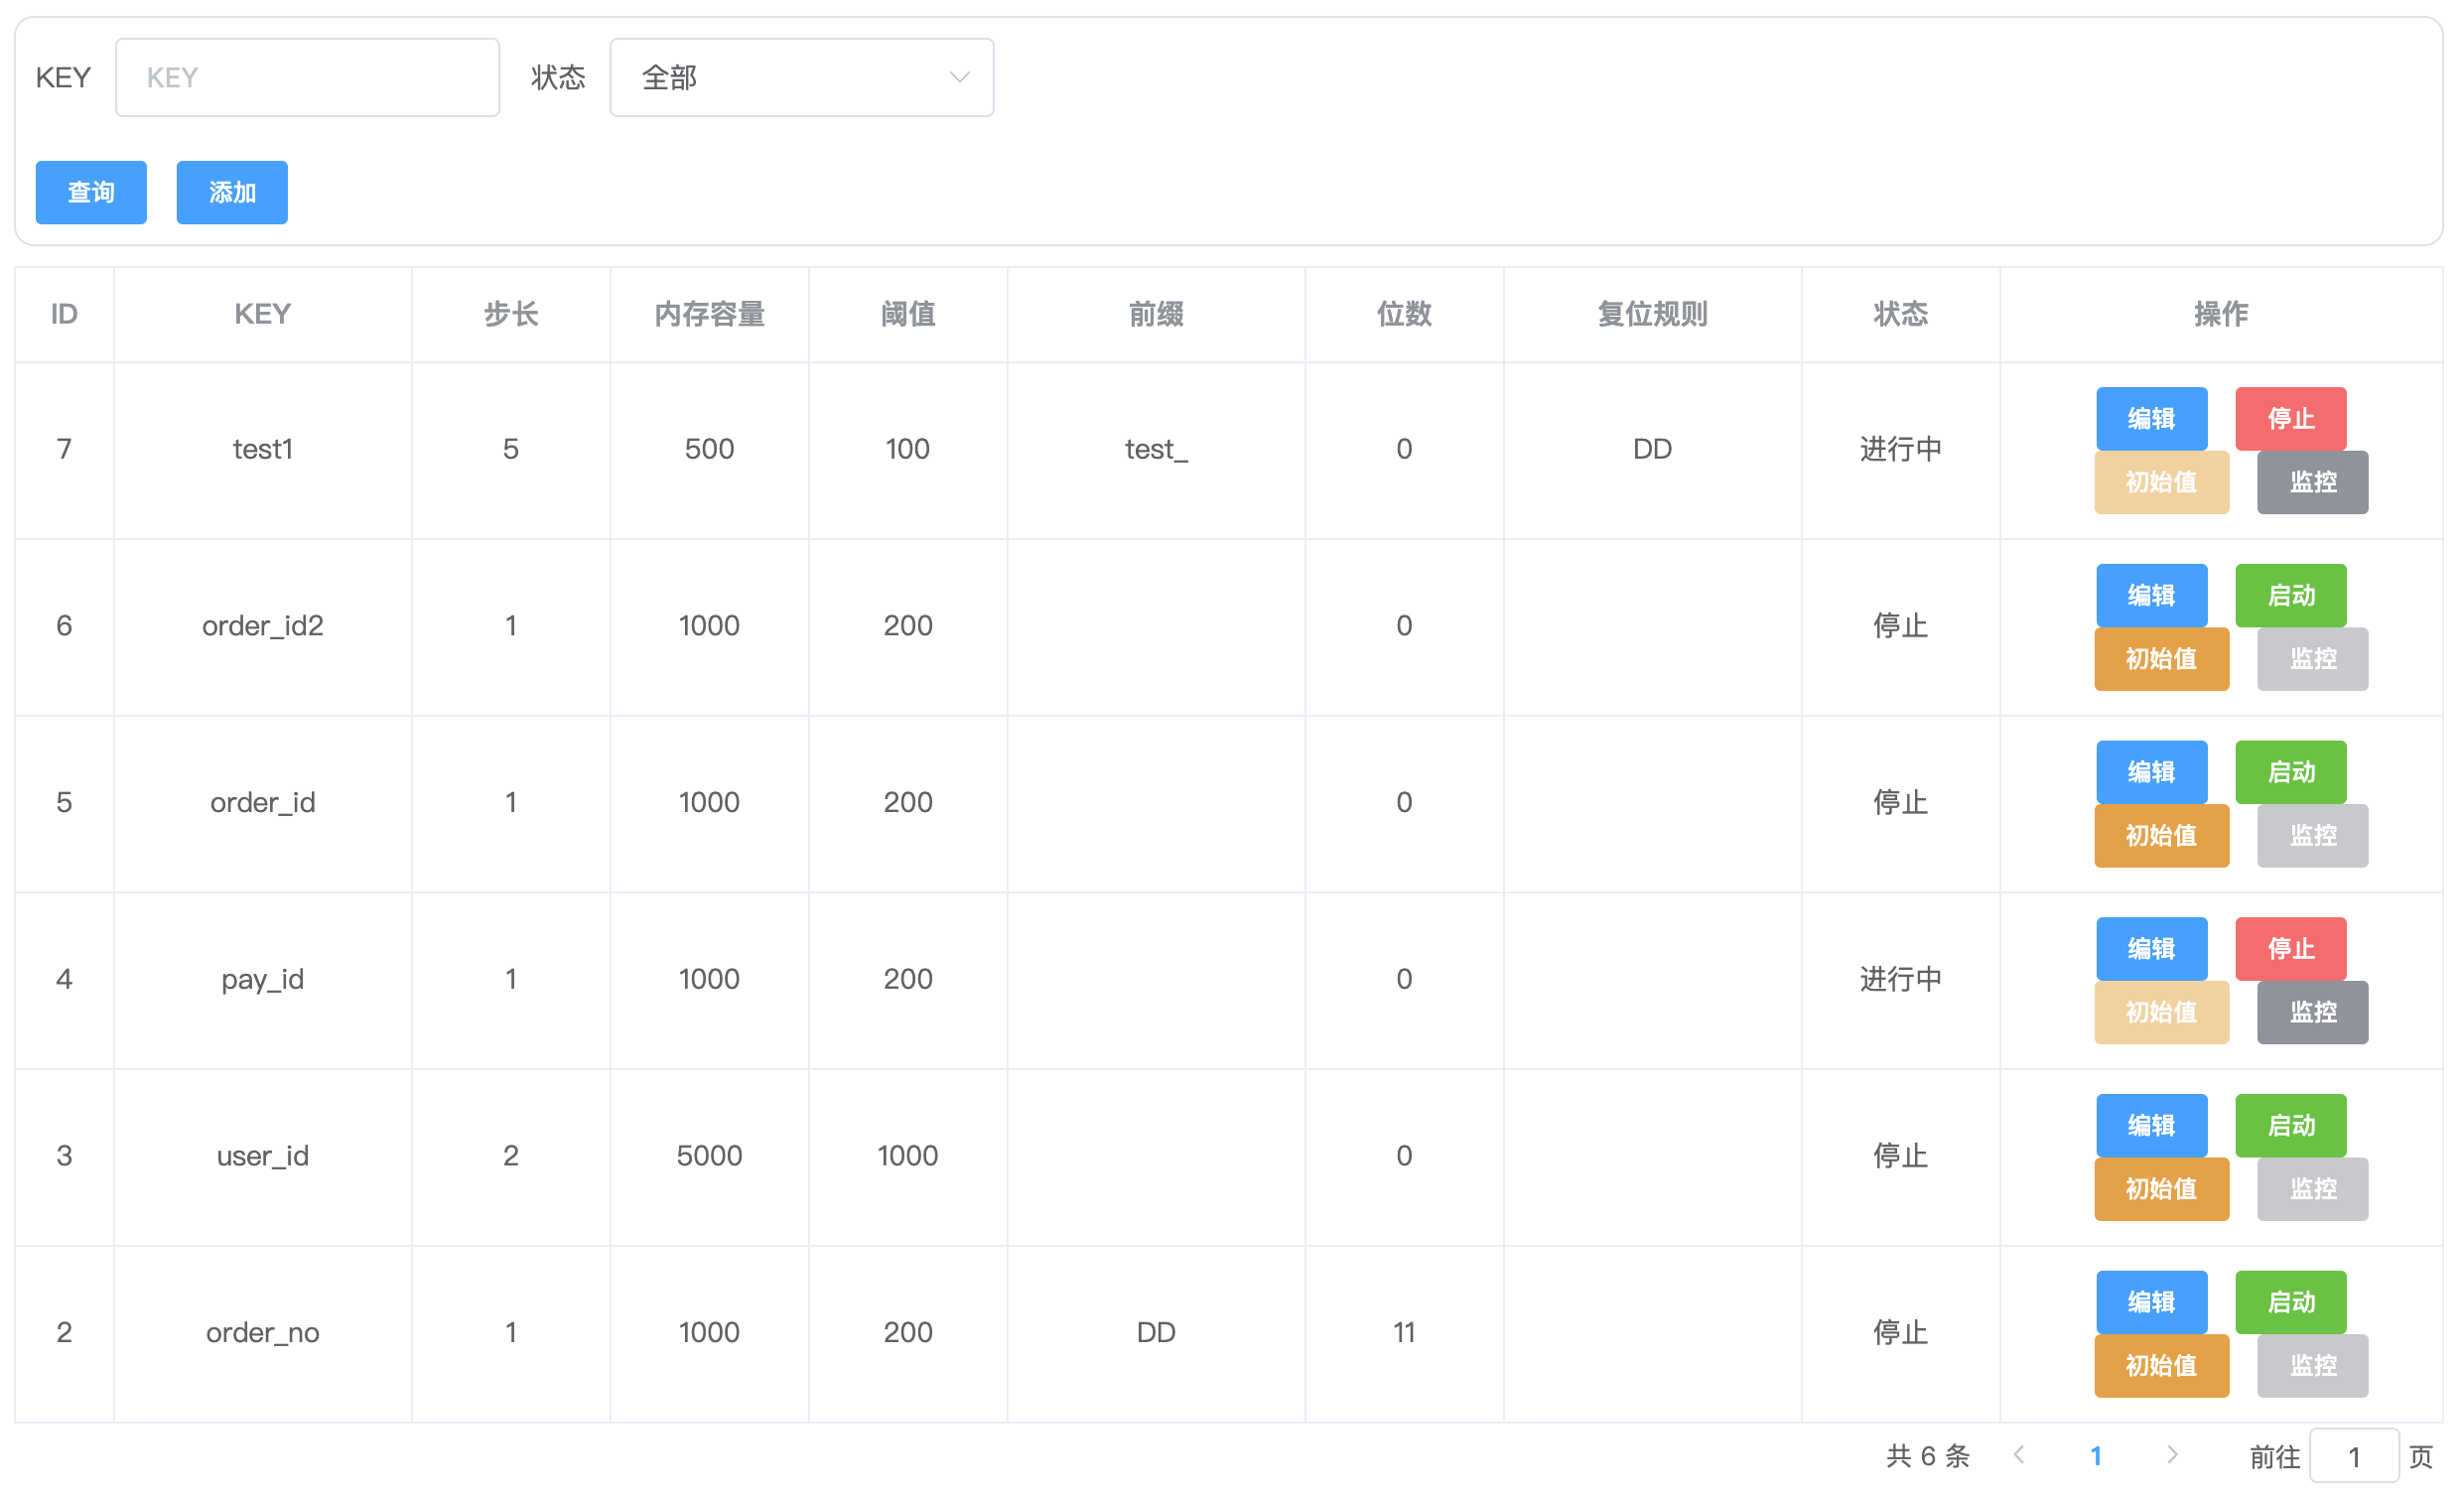 KEY KEY 状态 全部
查询 添加
ID KEY 步长 内存容量 阈值 前缀 位数 复位规则 状态 操作
7 test1 5 500 100 test_ 0 DD 进行中 编辑 停止
初始值 监控
6 order_id2 1 1000 200 0 停止 编辑 启动
初始值 监控
5 order_id 1 1000 200 0 停止 编辑 启动
初始值 监控
4 pay_id 1 1000 200 0 进行中 编辑 停止
初始值 监控
3 user_id 2 5000 1000 0 停止 编辑 启动
初始值 监控
2 order_no 1 1000 200 DD 11 停止 编辑 启动
初始值 监控
共 6 条 1 前往 1 页